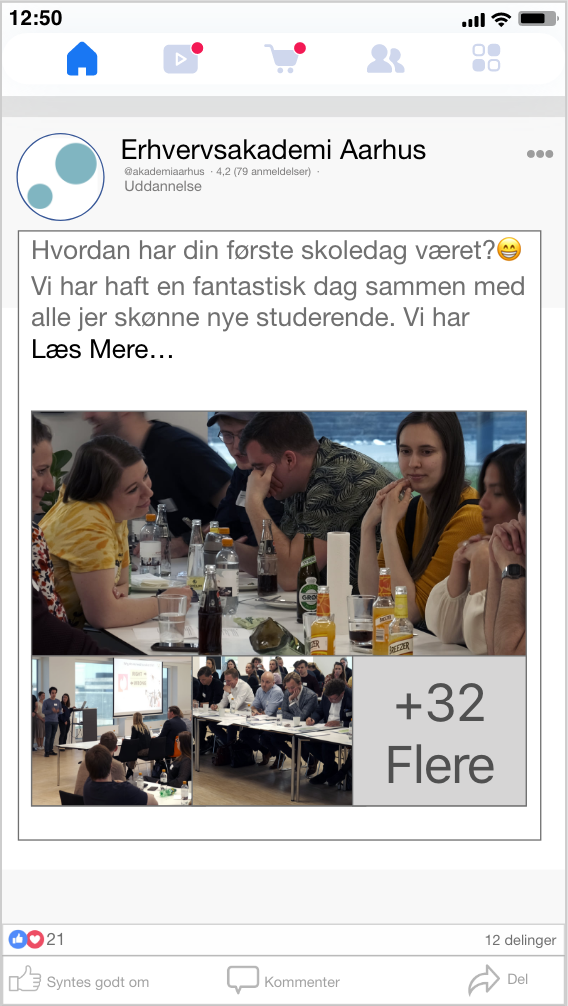 12:50
Erhvervsakademi Aarhus
@akademiaarhus · 4,2 (79 anmeldelser) ·
Uddannelse
Hvordan har din første skoledag været?😁
Vi har haft en fantastisk dag sammen med
alle jer skønne nye studerende. Vi har
Læs Mere...
BREEZER
+32
Flere
21
12 delinger
Syntes godt om
Kommenter
Del